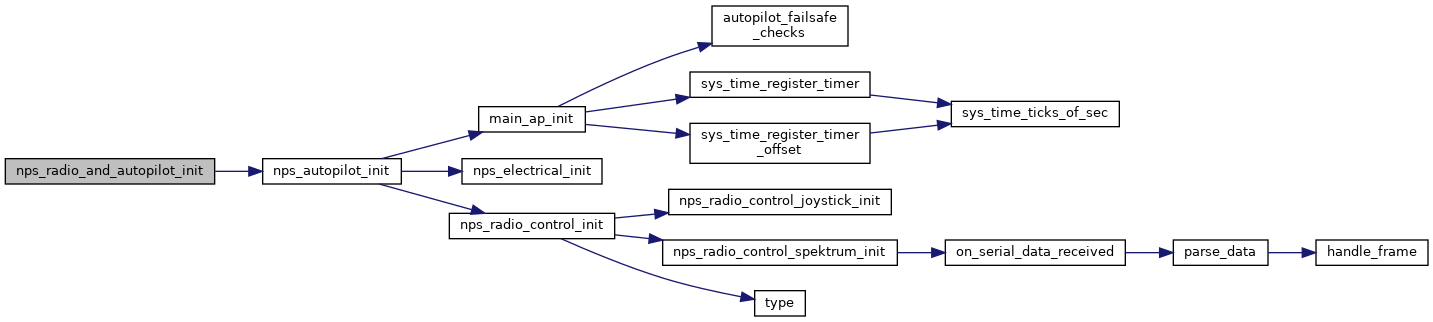 autopilot_failsafe
_checks
sys_time_register_timer
sys_time_ticks_of_sec
main_ap_init
sys_time_register_timer
_offset
nps_radio_and_autopilot_init
nps_autopilot_init
nps_electrical_init
nps_radio_control_joystick_init
nps_radio_control_init
nps_radio_control_spektrum_init
on_serial_data_received
parse_data
handle_frame
type